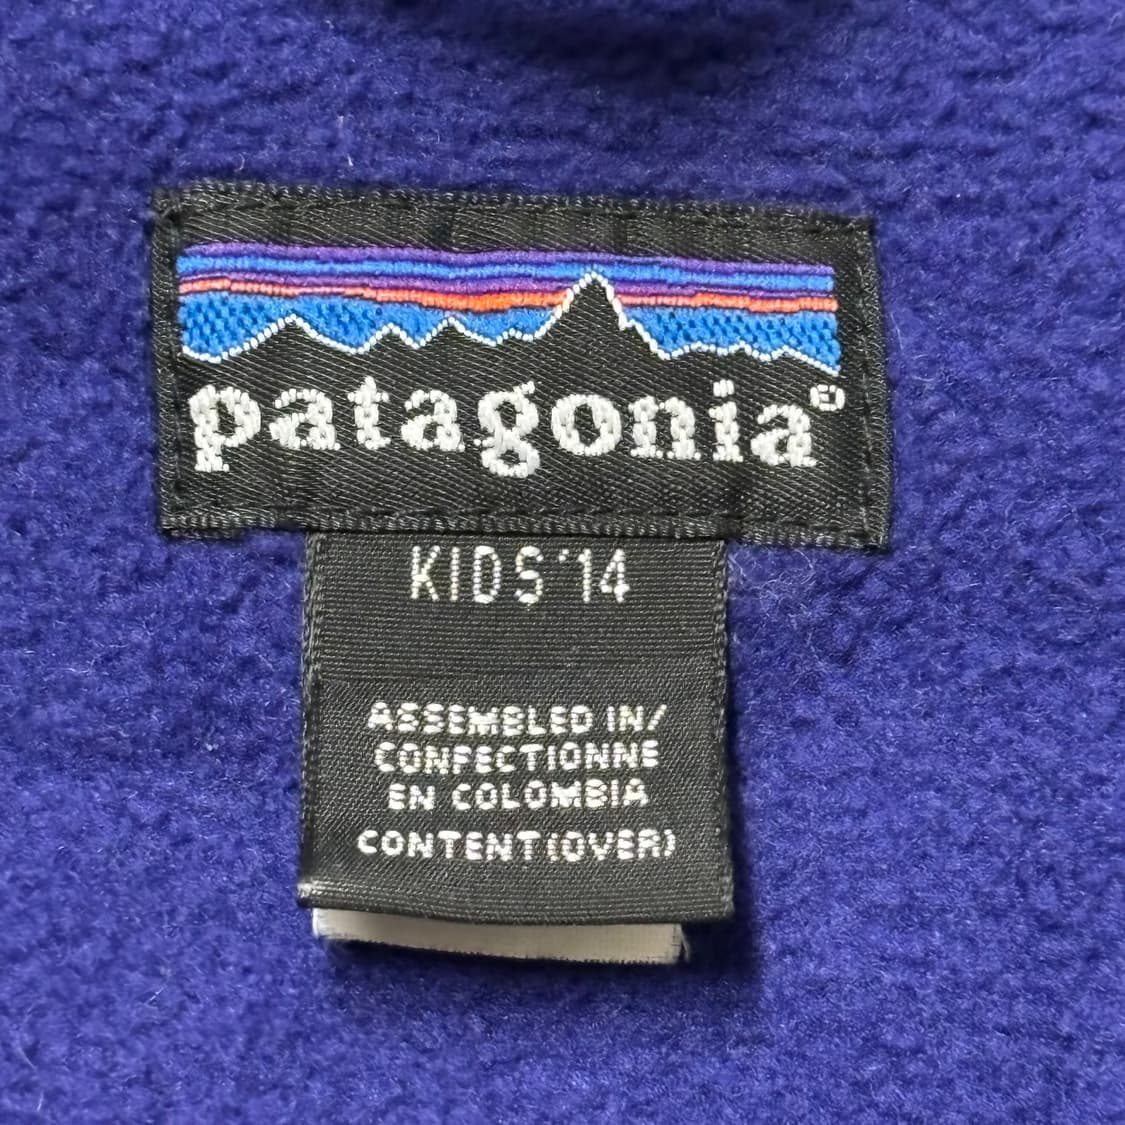 patagonia®
KIDS '14
ASSEMBLED IN/
CONFECTIONNE
EN COLOMBIA
CONTENT(OVER)